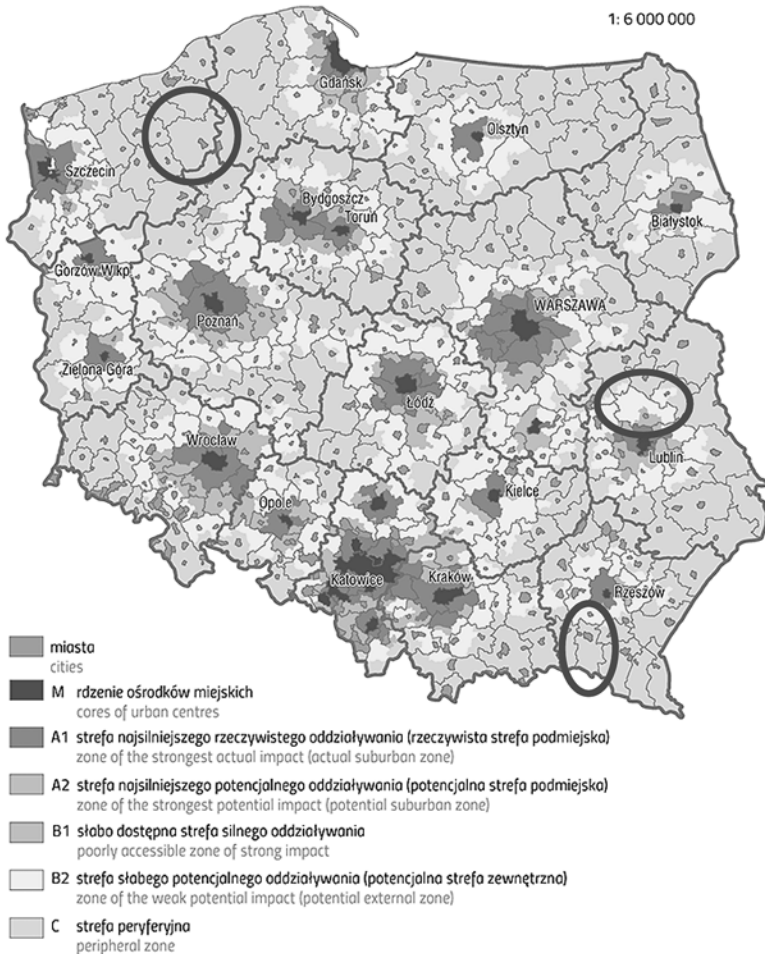 1: 6 000 000
Gdańsk
Olsztyn
Szczecin
Bydgoszcz
Toruń
Białystok
Gorzów Wlkp.
Poznań
WARSZAWA
Zielona Góra
Łódź
Wrocław
Lublin
Opole
Kielce
Katowice
Kraków
Rzeszów
miasta
cities
M rdzenie ośrodków miejskich
cores of urban centres
A1 strefa najsilniejszego rzeczywistego oddziaływania (rzeczywista strefa podmiejska)
zone of the strongest actual impact (actual suburban zone)
A2 strefa najsilniejszego potencjalnego oddziaływania (potencjalna strefa podmiejska)
zone of the strongest potential impact (potential suburban zone)
B1 słabo dostępna strefa silnego oddziaływania
poorly accessible zone of strong impact
B2 strefa słabego potencjalnego oddziaływania (potencjalna strefa zewnętrzna)
zone of the weak potential impact (potential external zone)
C strefa peryferyjna
peripheral zone